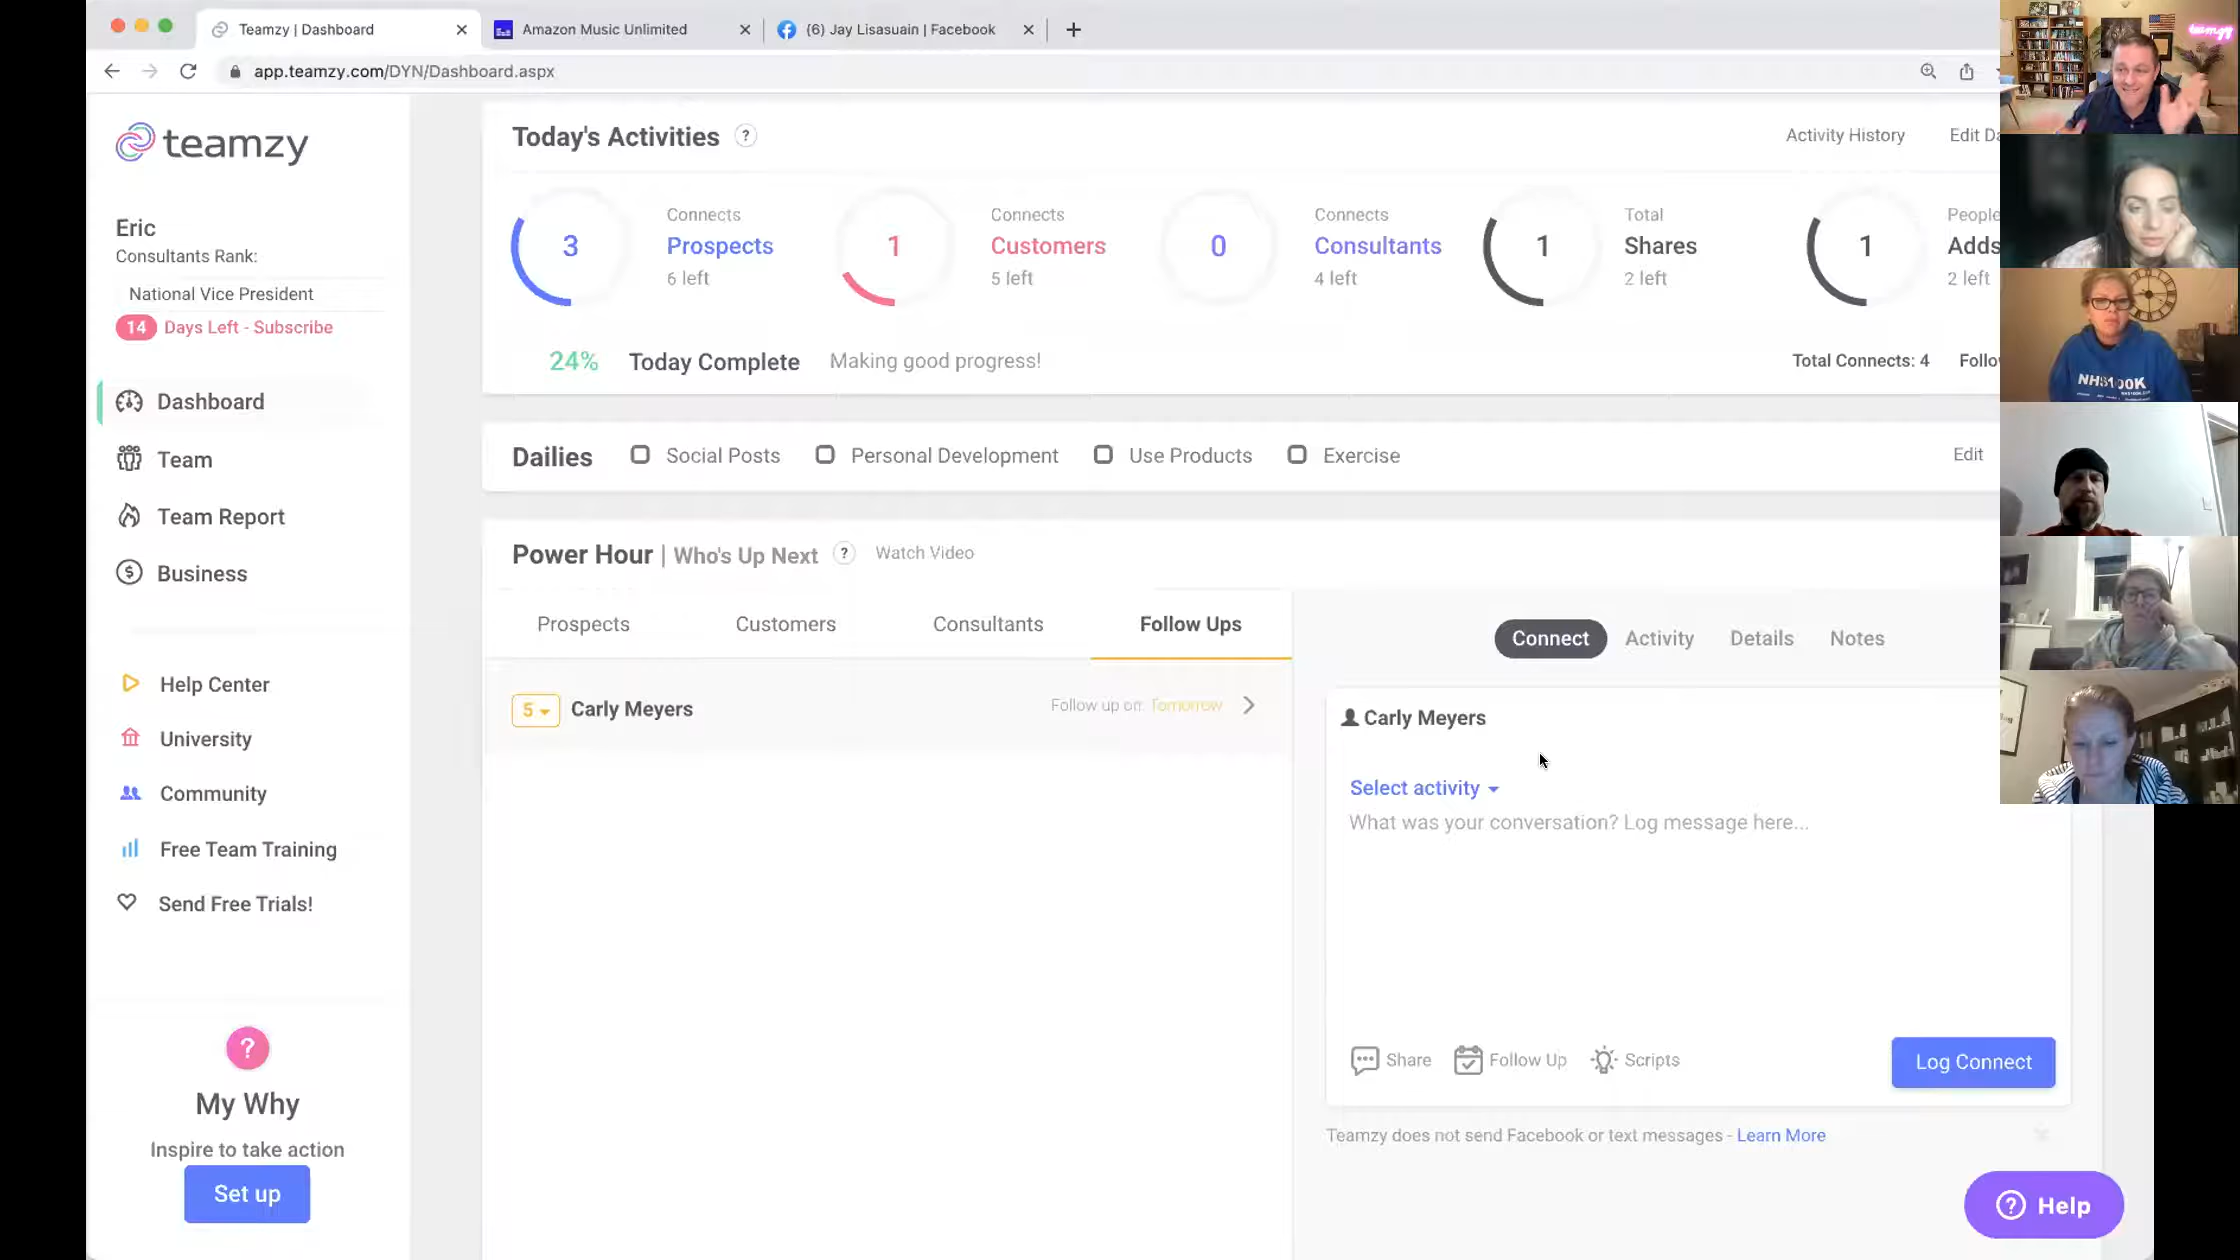 Teamzy | Dashboard
Amazon Music Unlimited
(6) Jay Lisasuain | Facebook
app.teamzy.com/DYN/Dashboard.aspx
teamzy
Eric
Consultants Rank:
National Vice President
14 Days Left - Subscribe
Dashboard
Team
Team Report
Business
Help Center
University
Community
Free Team Training
Send Free Trials!
?
My Why
Inspire to take action
Set up
Today's Activities ?
Activity History
Edit Da
3
Connects
Prospects
6 left
1
Connects
Customers
5 left
0
Connects
Consultants
4 left
1
Total
Shares
2 left
1
People
Adds
2 left
24% Today Complete Making good progress!
Total Connects: 4
Follo
Dailies Social Posts Personal Development Use Products Exercise
Edit
Power Hour | Who's Up Next ? Watch Video
Prospects Customers Consultants Follow Ups
5 Carly Meyers
Follow up on: Tomorrow
Connect Activity Details Notes
Carly Meyers
Select activity
What was your conversation? Log message here...
Share Follow Up Scripts
Log Connect
Teamzy does not send Facebook or text messages - Learn More
? Help
teamzy
NHS100K